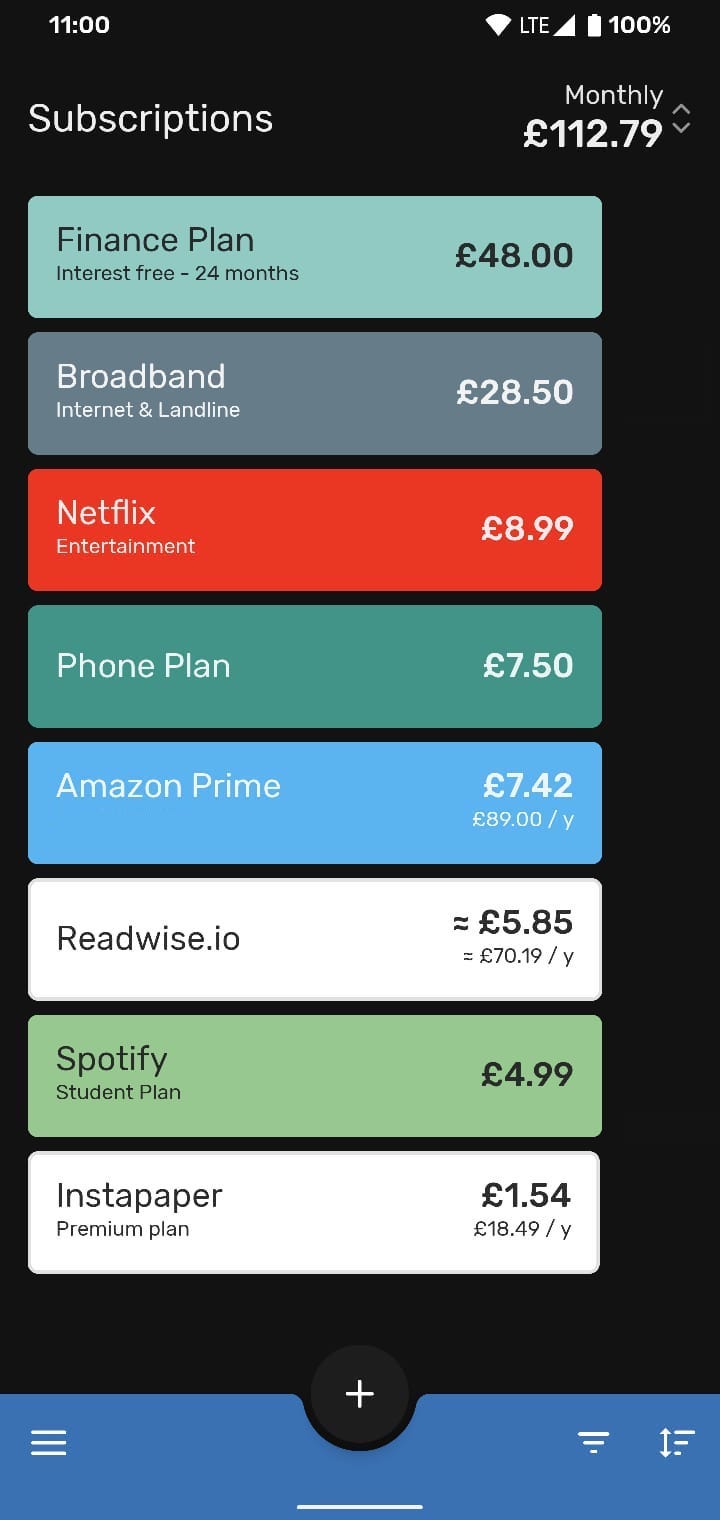 11:00 LTE 100%
Monthly
Subscriptions £112.79
Finance Plan £48.00
Interest free - 24 months
Broadband £28.50
Internet & Landline
Netflix £8.99
Entertainment
Phone Plan £7.50
Amazon Prime £7.42
£89.00 / y
Readwise.io ≈ £5.85
≈ £70.19 / y
Spotify £4.99
Student Plan
Instapaper £1.54
Premium plan £18.49 / y
+